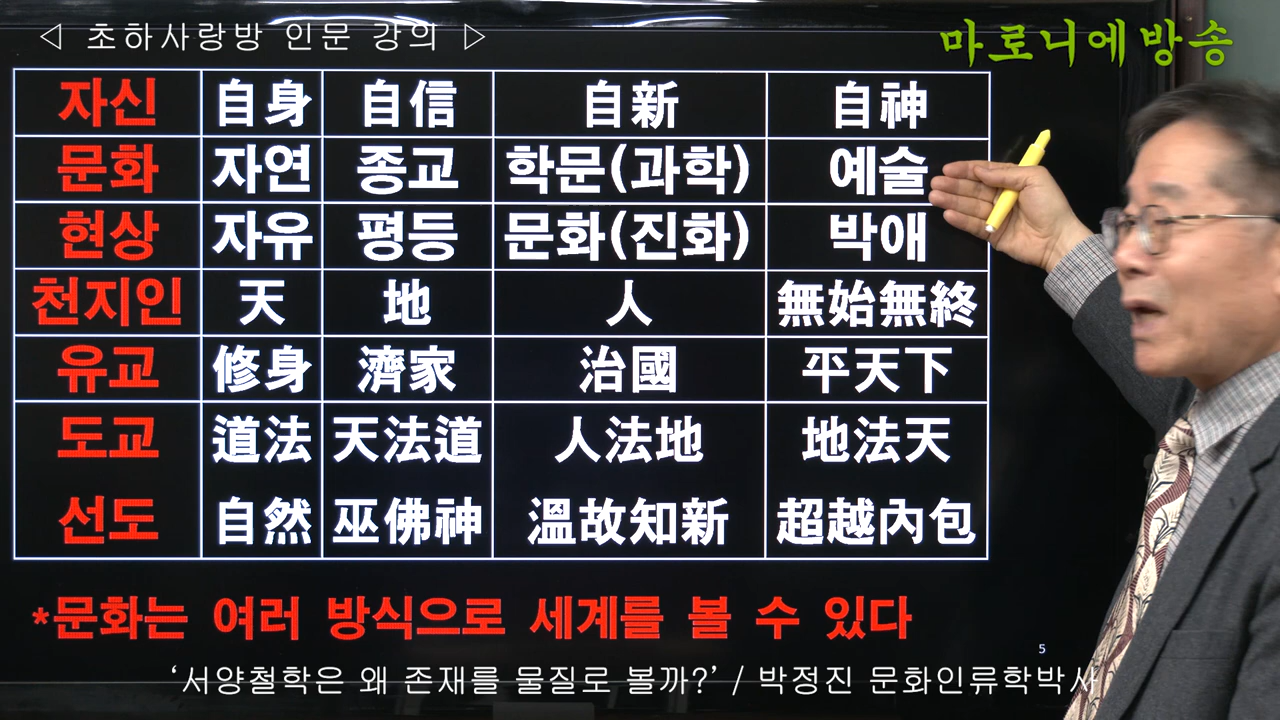 ◁ 초하사랑방 인문 강의 ▷
마로니에방송
자신 自身 自信 自新 自神
문화 자연 종교 학문(과학) 예술
현상 자유 평등 문화(진화) 박애
천지인 天 地 人 無始無終
유교 修身 濟家 治國 平天下
도교 道法 天法道 人法地 地法天
선도 自然 巫佛神 溫故知新 超越內包
*문화는 여러 방식으로 세계를 볼 수 있다
5
‘서양철학은 왜 존재를 물질로 볼까?’ / 박정진 문화인류학박사